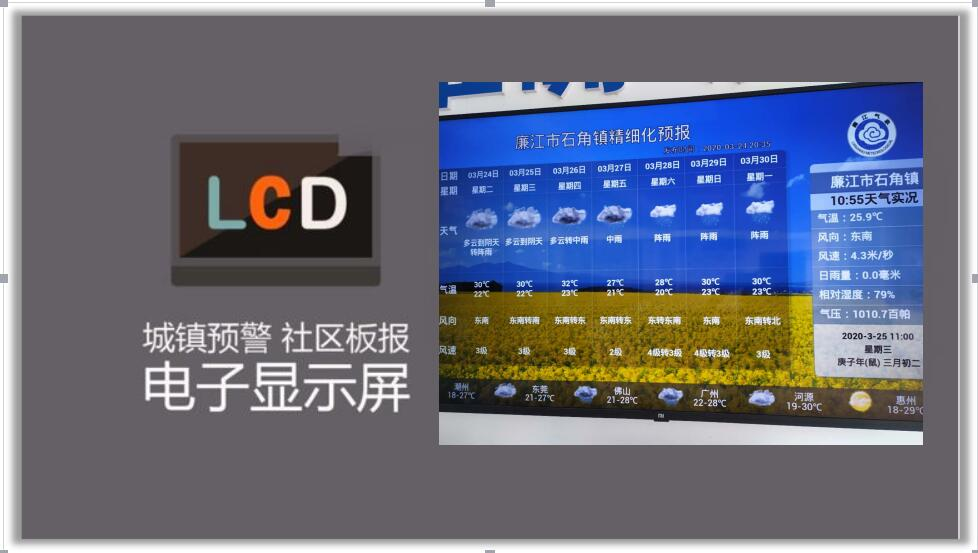 LCD
城镇预警 社区板报
电子显示屏
廉江市石角镇精细化预报
发布时间 2020-03-24 20:35
日期 03月24日 03月25日 03月26日 03月27日 03月28日 03月29日 03月30日
星期 星期二 星期三 星期四 星期五 星期六 星期日 星期一
天气 多云到阴天转阵雨 多云到阴天 多云转中雨 中雨 阵雨 阵雨 阵雨
气温 30℃ 30℃ 32℃ 27℃ 28℃ 30℃ 30℃
22℃ 22℃ 23℃ 21℃ 20℃ 23℃ 23℃
风向 东南 东南转南 东南转东 东南转东 东转东南 东南 东南转北
风速 3级 3级 3级 2级 4级转3级 4级转3级 3级
廉江市石角镇
10:55天气实况
气温：25.9℃
风向：东南
风速：4.3米/秒
日雨量：0.0毫米
相对湿度：79%
气压：1010.7百帕
2020-3-25 11:00
星期三
庚子年(鼠) 三月初二
潮州 东莞 佛山 广州 河源 惠州
18-27℃ 21-27℃ 21-28℃ 22-28℃ 19-30℃ 18-29℃